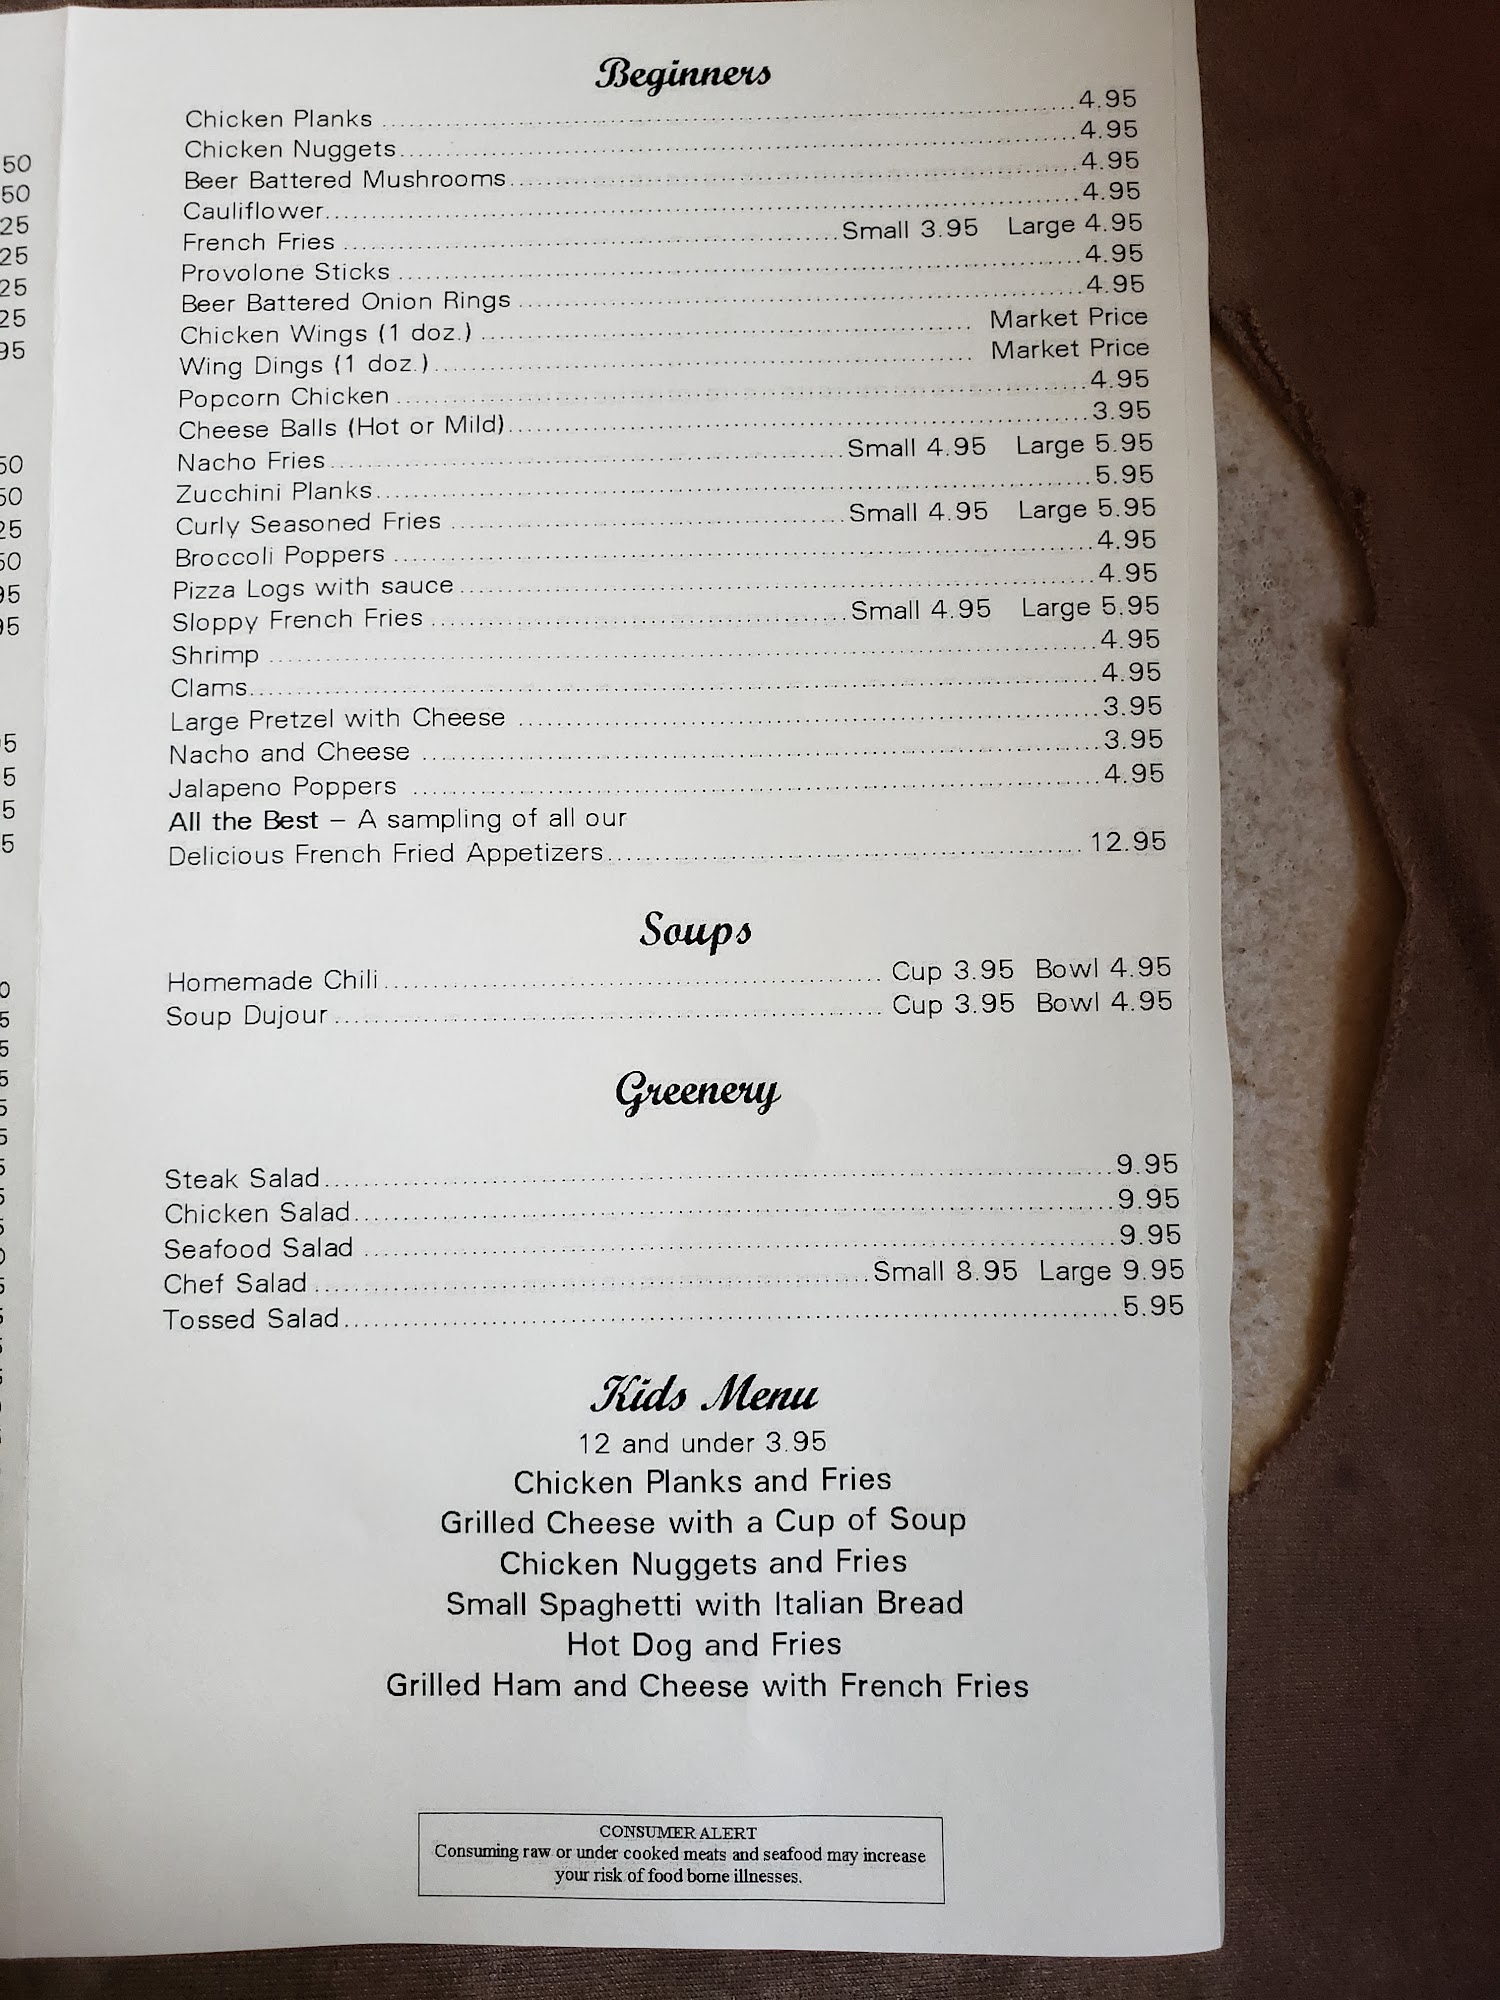 Beginners
Chicken Planks ........ 4.95
Chicken Nuggets ........ 4.95
Beer Battered Mushrooms ........ 4.95
Cauliflower ........ 4.95
French Fries ........ Small 3.95 Large 4.95
Provolone Sticks ........ 4.95
Beer Battered Onion Rings ........ 4.95
Chicken Wings (1 doz.) ........ Market Price
Wing Dings (1 doz.) ........ Market Price
Popcorn Chicken ........ 4.95
Cheese Balls (Hot or Mild) ........ 3.95
Nacho Fries ........ Small 4.95 Large 5.95
Zucchini Planks ........ 5.95
Curly Seasoned Fries ........ Small 4.95 Large 5.95
Broccoli Poppers ........ 4.95
Pizza Logs with sauce ........ 4.95
Sloppy French Fries ........ Small 4.95 Large 5.95
Shrimp ........ 4.95
Clams ........ 4.95
Large Pretzel with Cheese ........ 3.95
Nacho and Cheese ........ 3.95
Jalapeno Poppers ........ 4.95
All the Best – A sampling of all our
Delicious French Fried Appetizers ........ 12.95
Soups
Homemade Chili ........ Cup 3.95 Bowl 4.95
Soup Dujour ........ Cup 3.95 Bowl 4.95
Greenery
Steak Salad ........ 9.95
Chicken Salad ........ 9.95
Seafood Salad ........ 9.95
Chef Salad ........ Small 8.95 Large 9.95
Tossed Salad ........ 5.95
Kids Menu
12 and under 3.95
Chicken Planks and Fries
Grilled Cheese with a Cup of Soup
Chicken Nuggets and Fries
Small Spaghetti with Italian Bread
Hot Dog and Fries
Grilled Ham and Cheese with French Fries
CONSUMER ALERT
Consuming raw or under cooked meats and seafood may increase
your risk of food borne illnesses.